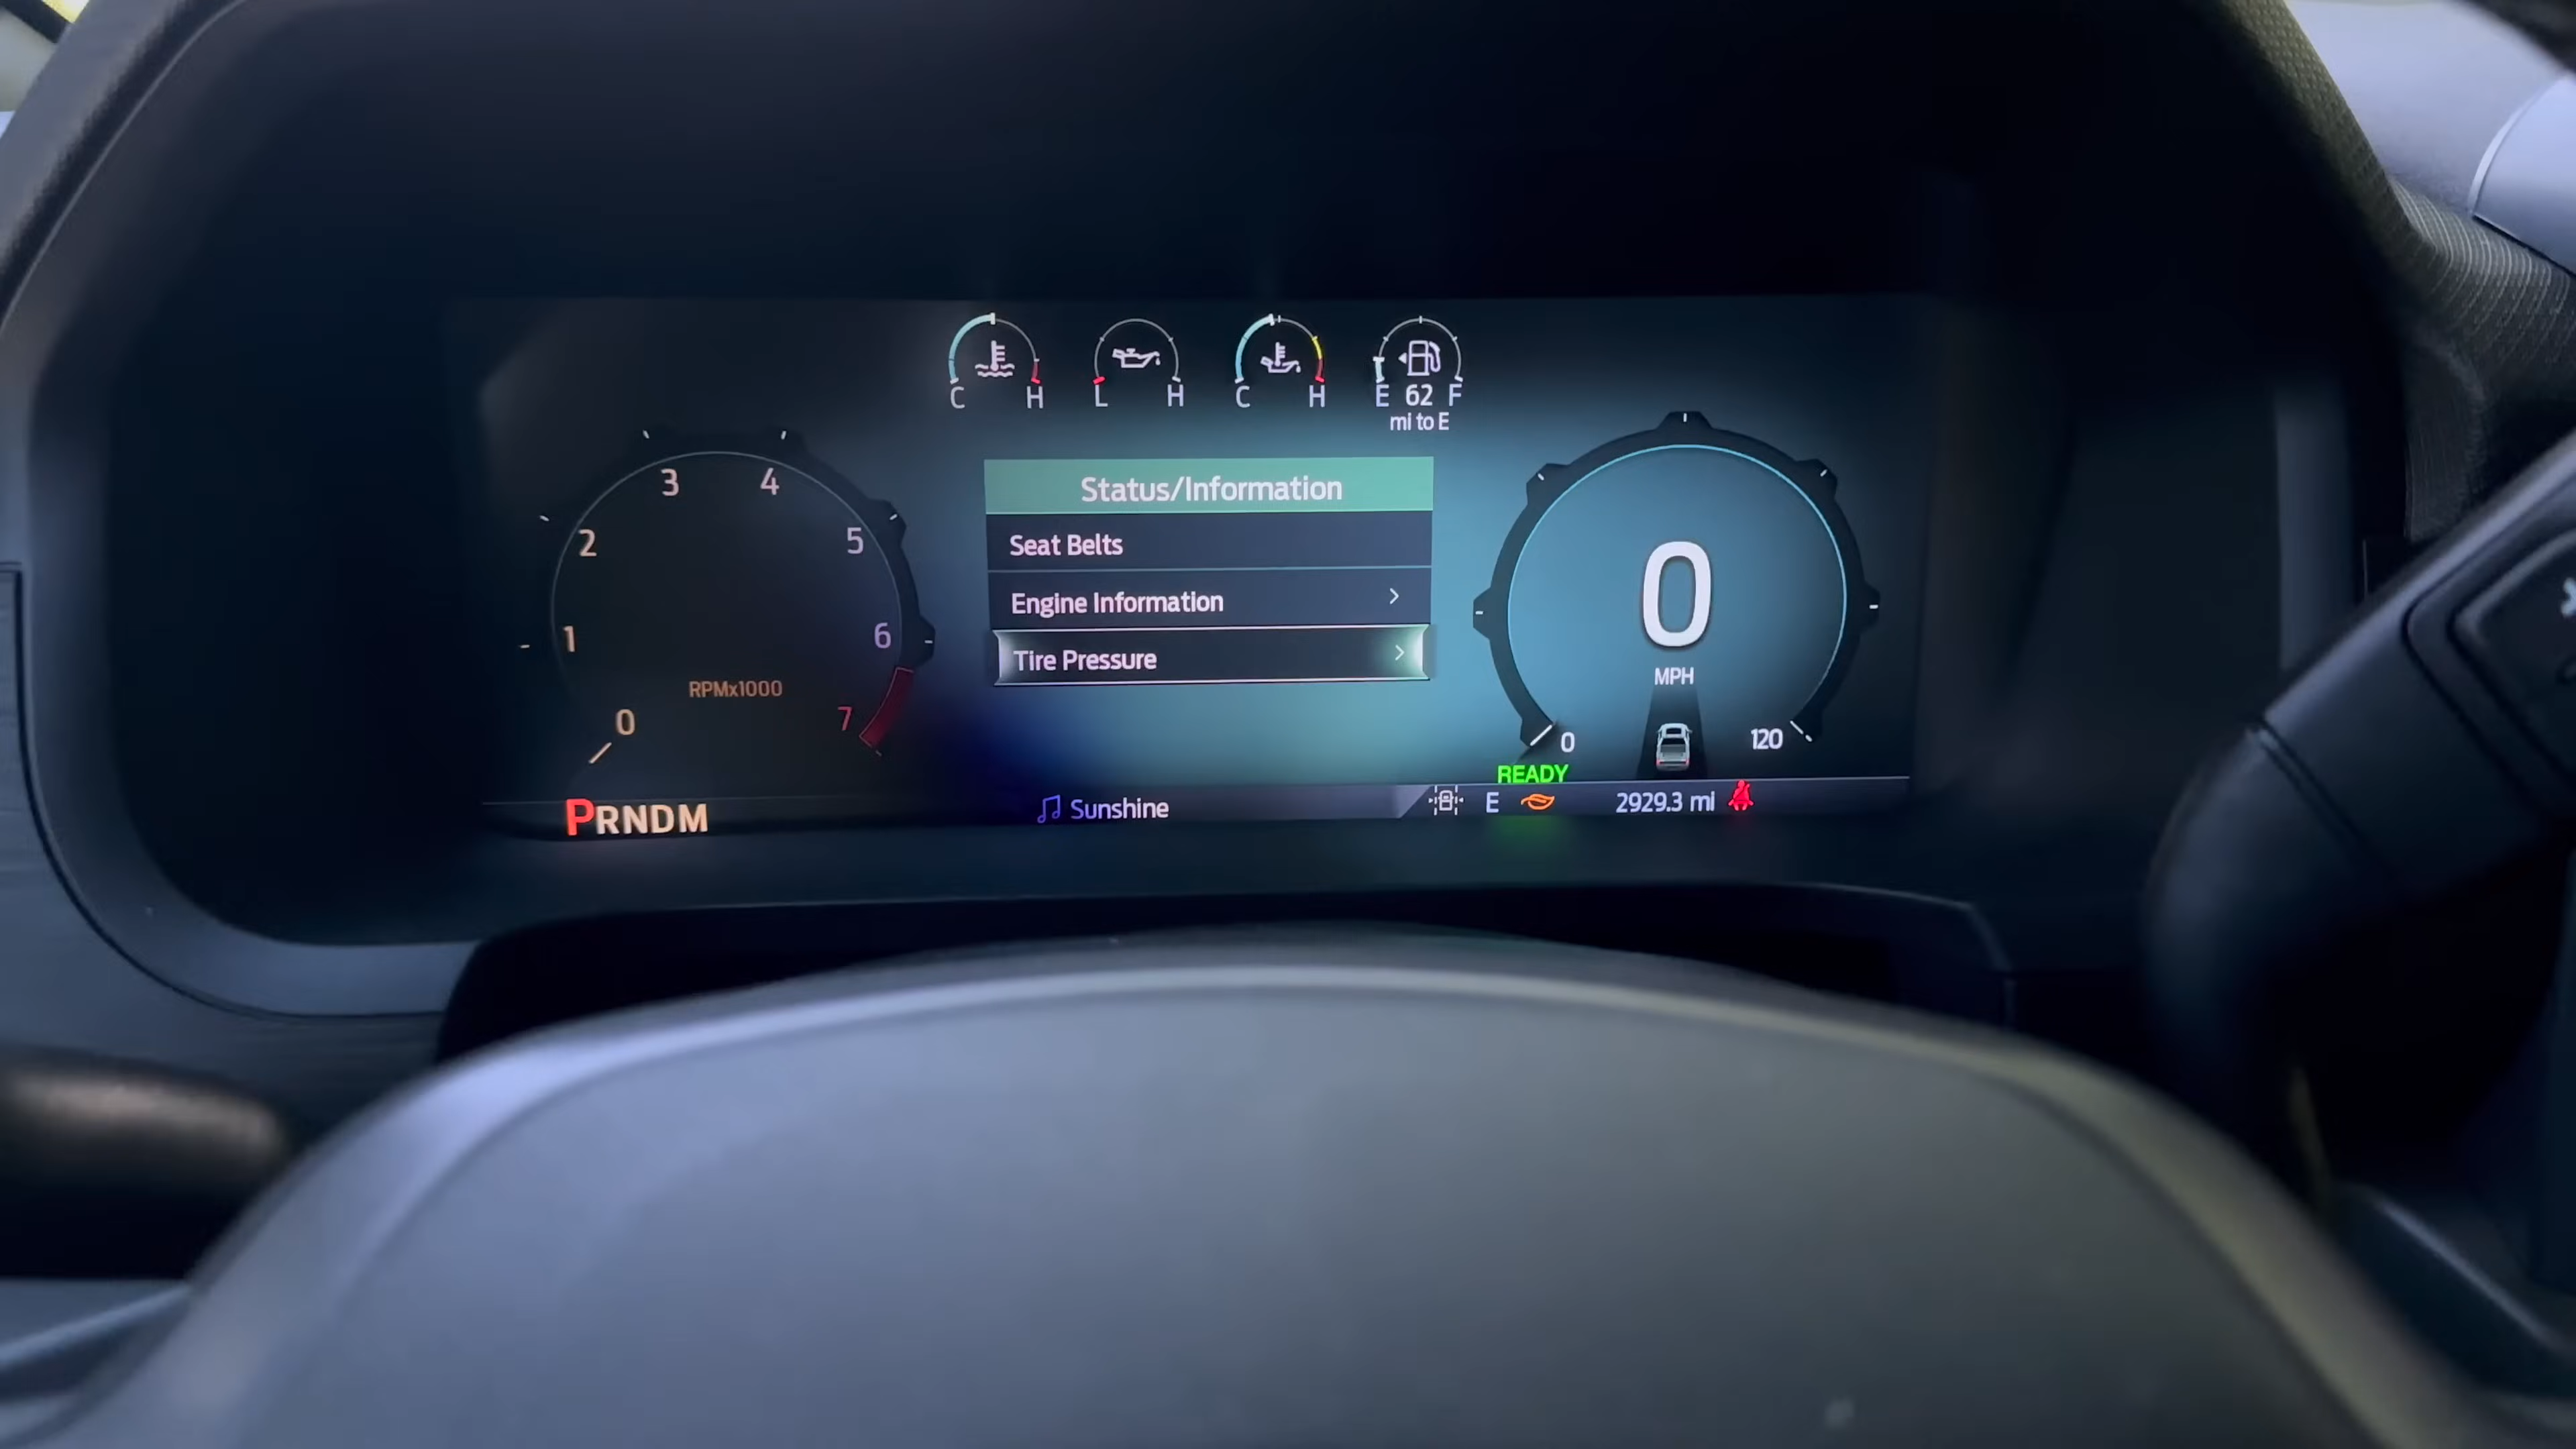 C H
L H
C H
E 62 F
mi to E
Status/Information
Seat Belts
Engine Information
Tire Pressure
0
1
2
3
4
5
6
7
RPMx1000
0
MPH
0
120
READY
PRNDM
Sunshine
E
2929.3 mi